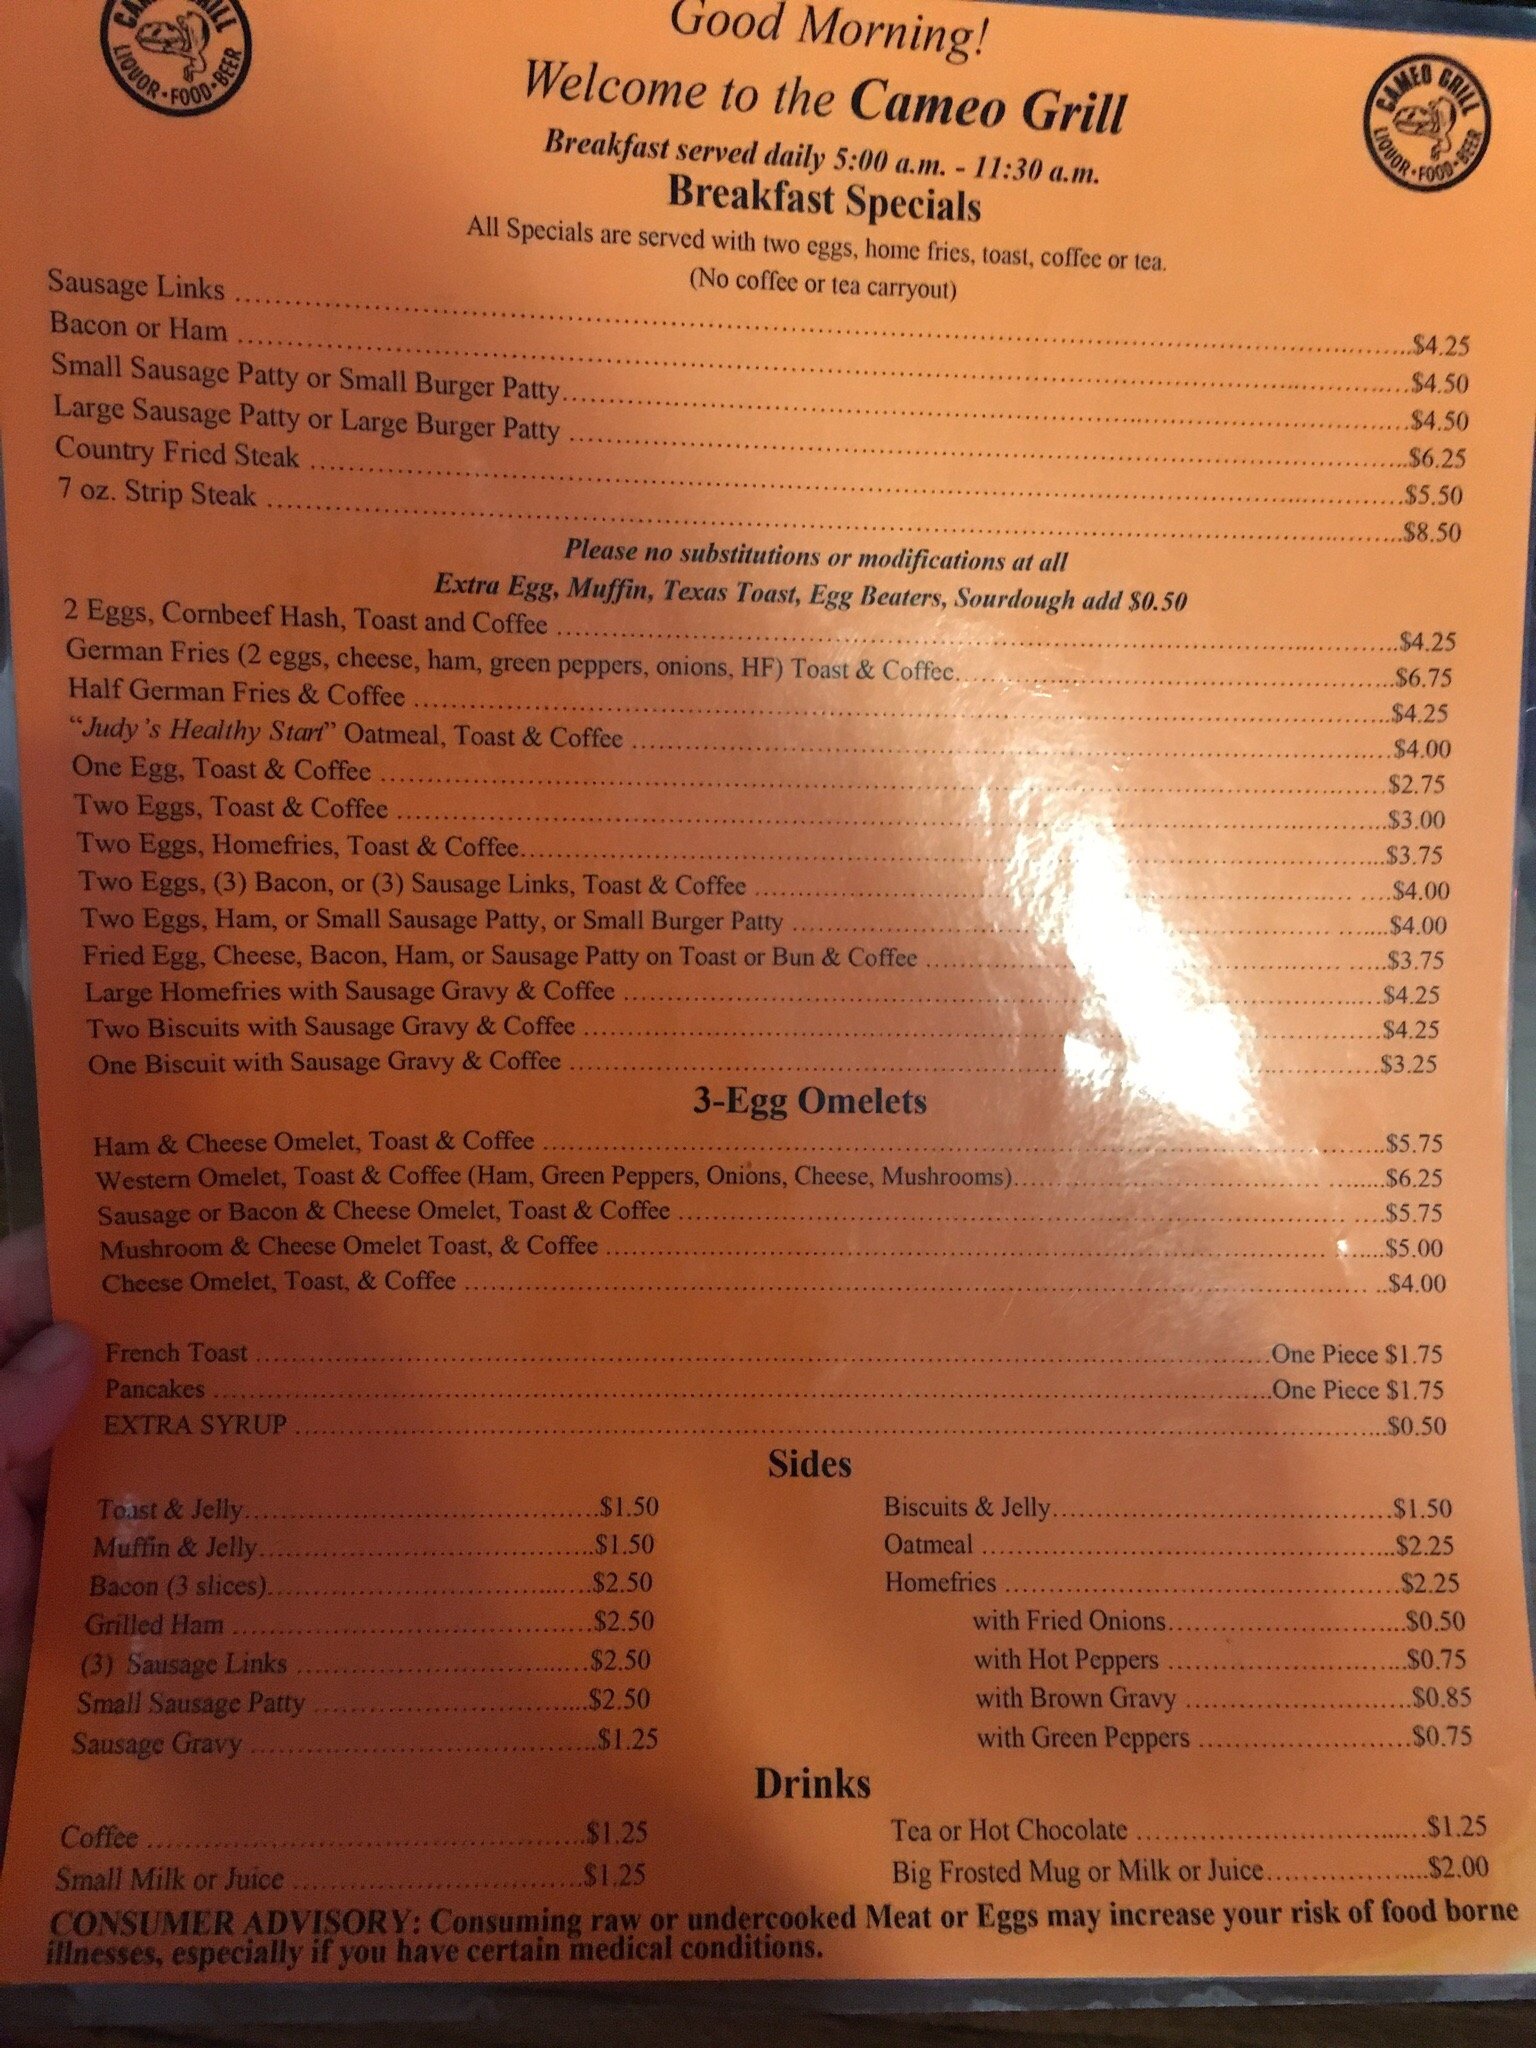 CAMEO GRILL
LIQUOR · FOOD · BEER
Good Morning!
Welcome to the Cameo Grill
Breakfast served daily 5:00 a.m. - 11:30 a.m.
CAMEO GRILL
LIQUOR · FOOD · BEER
Breakfast Specials
All Specials are served with two eggs, home fries, toast, coffee or tea.
(No coffee or tea carryout)
Sausage Links ... $4.25
Bacon or Ham ... $4.50
Small Sausage Patty or Small Burger Patty ... $4.50
Large Sausage Patty or Large Burger Patty ... $6.25
Country Fried Steak ... $5.50
7 oz. Strip Steak ... $8.50
Please no substitutions or modifications at all
Extra Egg, Muffin, Texas Toast, Egg Beaters, Sourdough add $0.50
2 Eggs, Cornbeef Hash, Toast and Coffee ... $4.25
German Fries (2 eggs, cheese, ham, green peppers, onions, HF) Toast & Coffee ... $6.75
Half German Fries & Coffee ... $4.25
“Judy’s Healthy Start” Oatmeal, Toast & Coffee ... $4.00
One Egg, Toast & Coffee ... $2.75
Two Eggs, Toast & Coffee ... $3.00
Two Eggs, Homefries, Toast & Coffee ... $3.75
Two Eggs, (3) Bacon, or (3) Sausage Links, Toast & Coffee ... $4.00
Two Eggs, Ham, or Small Sausage Patty, or Small Burger Patty ... $4.00
Fried Egg, Cheese, Bacon, Ham, or Sausage Patty on Toast or Bun & Coffee ... $3.75
Large Homefries with Sausage Gravy & Coffee ... $4.25
Two Biscuits with Sausage Gravy & Coffee ... $4.25
One Biscuit with Sausage Gravy & Coffee ... $3.25
3-Egg Omelets
Ham & Cheese Omelet, Toast & Coffee ... $5.75
Western Omelet, Toast & Coffee (Ham, Green Peppers, Onions, Cheese, Mushrooms) ... $6.25
Sausage or Bacon & Cheese Omelet, Toast & Coffee ... $5.75
Mushroom & Cheese Omelet Toast, & Coffee ... $5.00
Cheese Omelet, Toast, & Coffee ... $4.00
French Toast ... One Piece $1.75
Pancakes ... One Piece $1.75
EXTRA SYRUP ... $0.50
Sides
Toast & Jelly ... $1.50
Muffin & Jelly ... $1.50
Bacon (3 slices) ... $2.50
Grilled Ham ... $2.50
(3) Sausage Links ... $2.50
Small Sausage Patty ... $2.50
Sausage Gravy ... $1.25
Biscuits & Jelly ... $1.50
Oatmeal ... $2.25
Homefries ... $2.25
with Fried Onions ... $0.50
with Hot Peppers ... $0.75
with Brown Gravy ... $0.85
with Green Peppers ... $0.75
Drinks
Coffee ... $1.25
Small Milk or Juice ... $1.25
Tea or Hot Chocolate ... $1.25
Big Frosted Mug or Milk or Juice ... $2.00
CONSUMER ADVISORY: Consuming raw or undercooked Meat or Eggs may increase your risk of food borne
illnesses, especially if you have certain medical conditions.